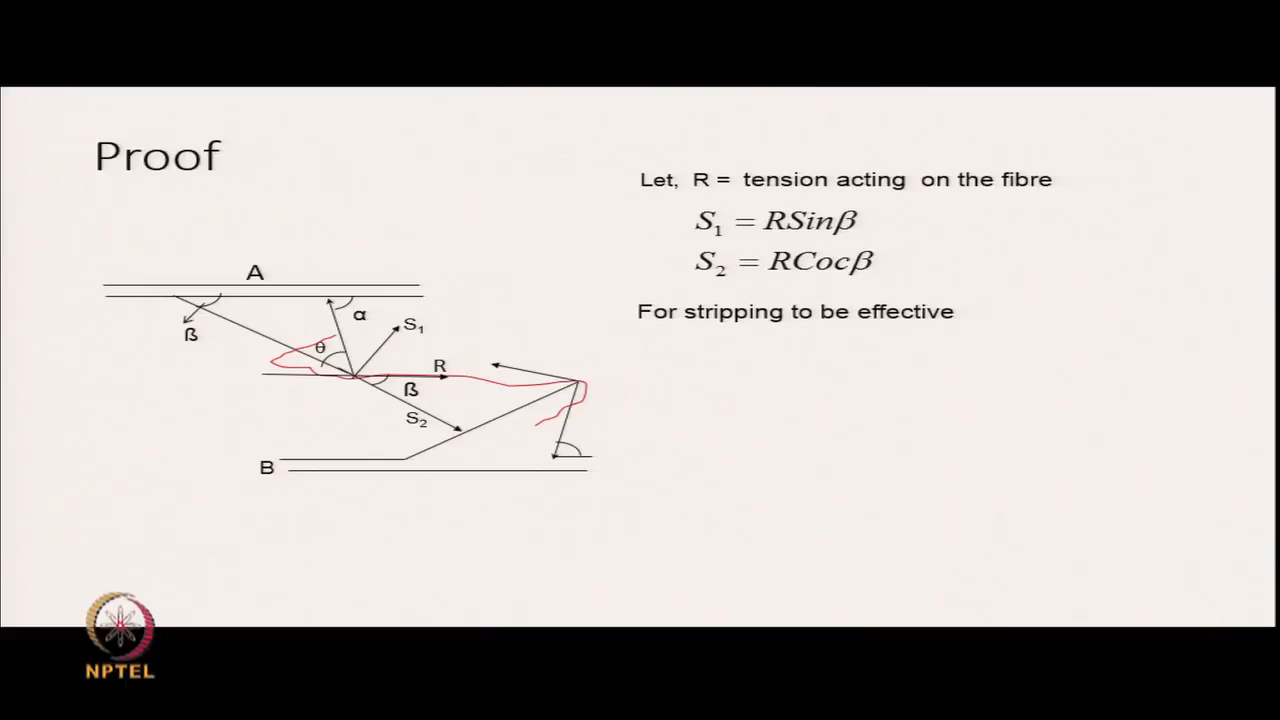 Proof
Let, R = tension acting on the fibre
S₁ = RSinβ
S₂ = RCocβ
For stripping to be effective
A
ß
α
θ
S₁
R
ß
S₂
B
NPTEL